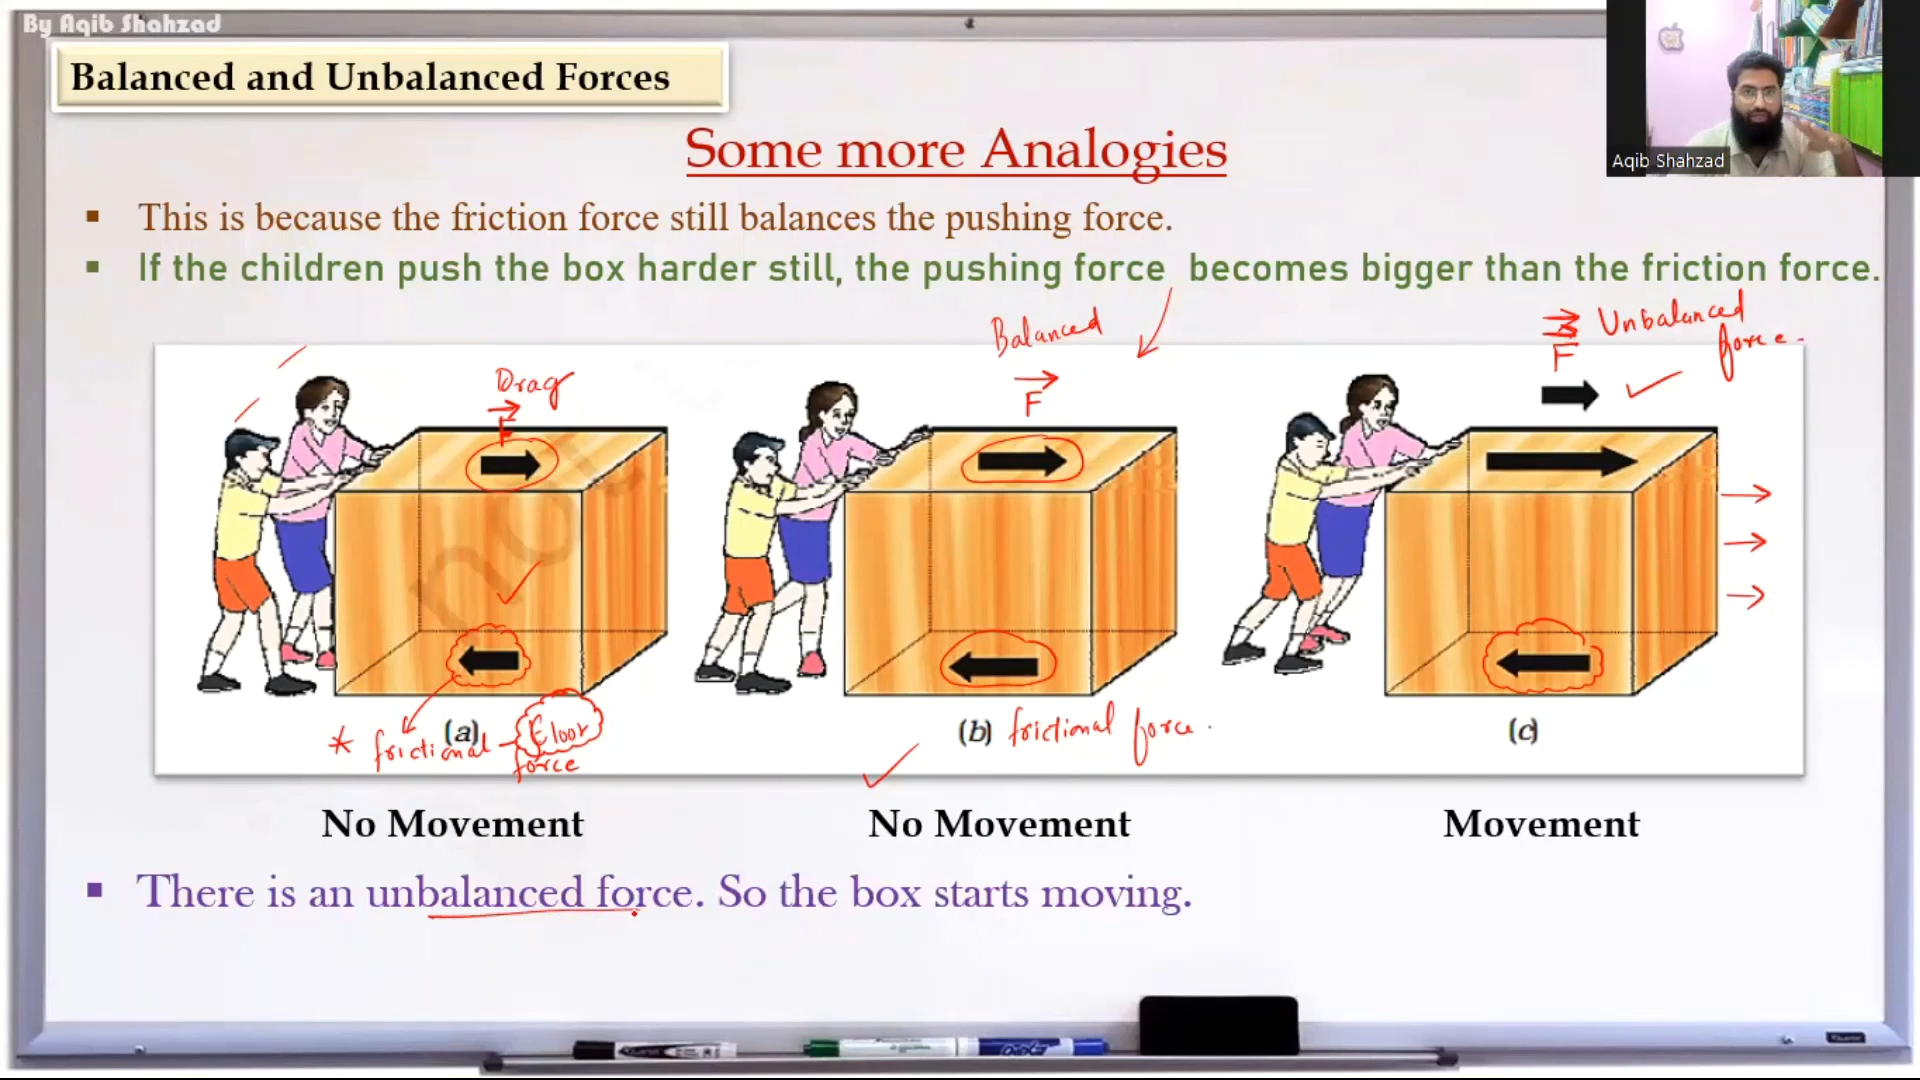 By Aqib Shahzad
Balanced and Unbalanced Forces
Aqib Shahzad
Some more Analogies
▪ This is because the friction force still balances the pushing force.
▪ If the children push the box harder still, the pushing force becomes bigger than the friction force.
Balanced
F
Unbalanced
force.
F
Drag
F
(a)
frictional - floor
force
(b) frictional force.
(c)
No Movement
No Movement
Movement
▪ There is an unbalanced force. So the box starts moving.